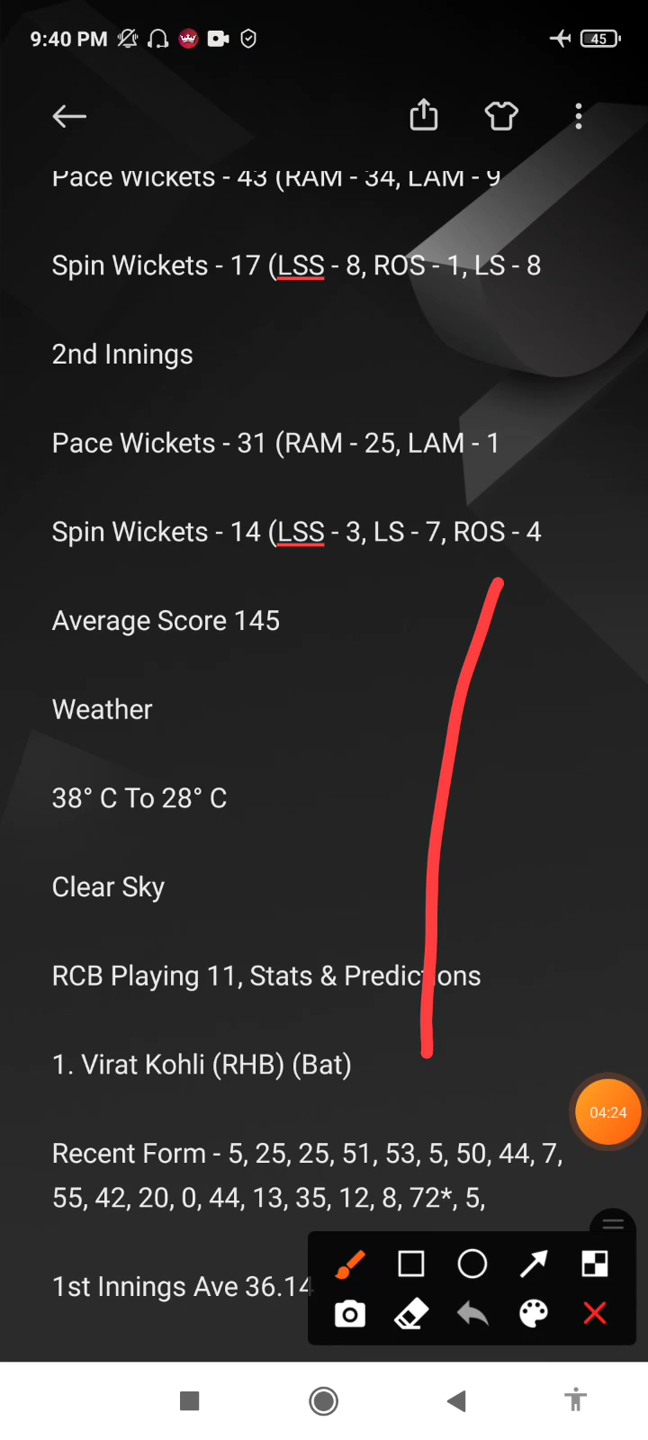 9:40 PM
45
Pace Wickets - 43 (RAM - 34, LAM - 9
Spin Wickets - 17 (LSS - 8, ROS - 1, LS - 8
2nd Innings
Pace Wickets - 31 (RAM - 25, LAM - 1
Spin Wickets - 14 (LSS - 3, LS - 7, ROS - 4
Average Score 145
Weather
38° C To 28° C
Clear Sky
RCB Playing 11, Stats & Predictions
1. Virat Kohli (RHB) (Bat)
04:24
Recent Form - 5, 25, 25, 51, 53, 5, 50, 44, 7,
55, 42, 20, 0, 44, 13, 35, 12, 8, 72*, 5,
1st Innings Ave 36.14